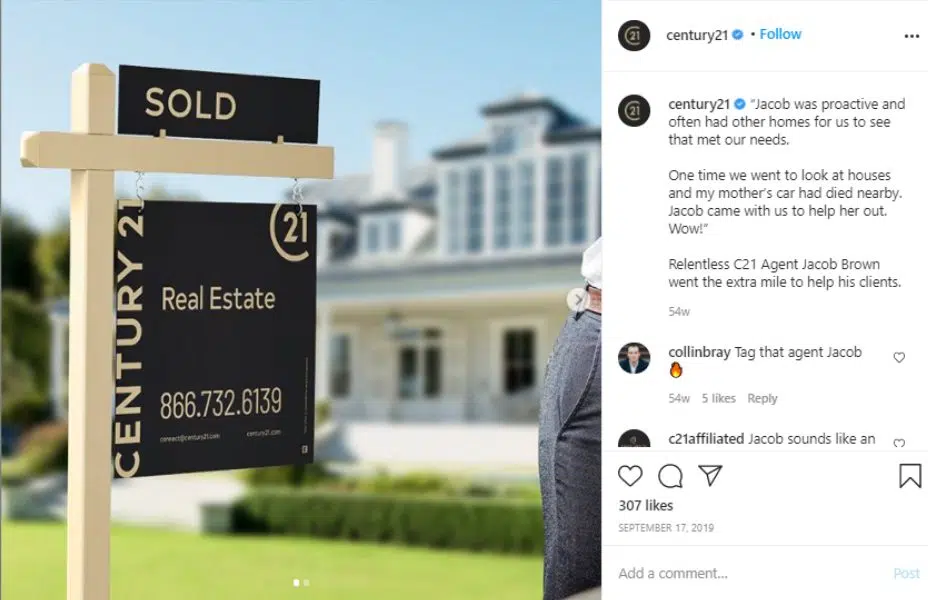 SOLD
CENTURY 21
C21
Real Estate
866.732.6139
connect@century21.com century21.com
century21 • Follow
century21 "Jacob was proactive and
often had other homes for us to see
that met our needs.
One time we went to look at houses
and my mother's car had died nearby.
Jacob came with us to help her out.
Wow!"
Relentless C21 Agent Jacob Brown
went the extra mile to help his clients.
54w
collinbray Tag that agent Jacob
🔥
54w 5 likes Reply
c21affiliated Jacob sounds like an
307 likes
SEPTEMBER 17, 2019
Add a comment... Post